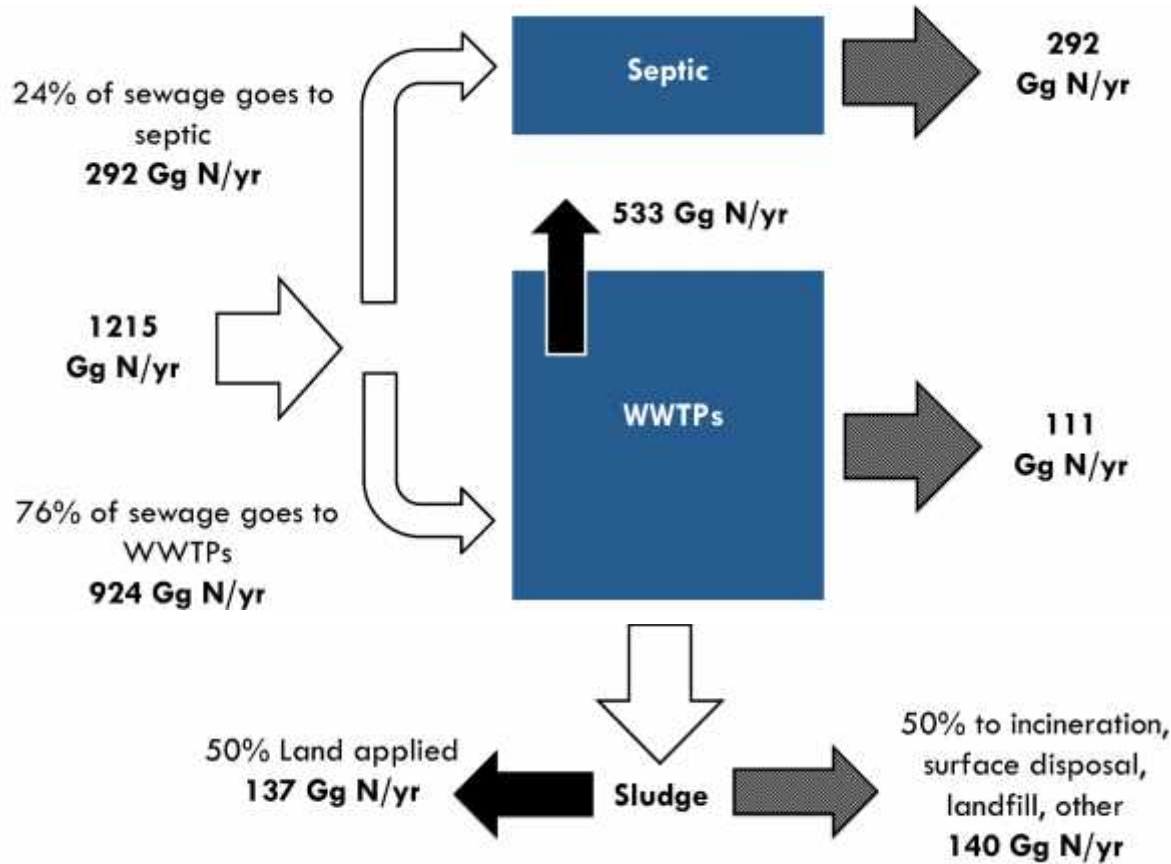 24% of sewage goes to
septic
292 Gg N/yr
Septic
292
Gg N/yr
533 Gg N/yr
1215
Gg N/yr
WWTPs
111
Gg N/yr
76% of sewage goes to
WWTPs
924 Gg N/yr
50% Land applied
137 Gg N/yr
Sludge
50% to incineration,
surface disposal,
landfill, other
140 Gg N/yr